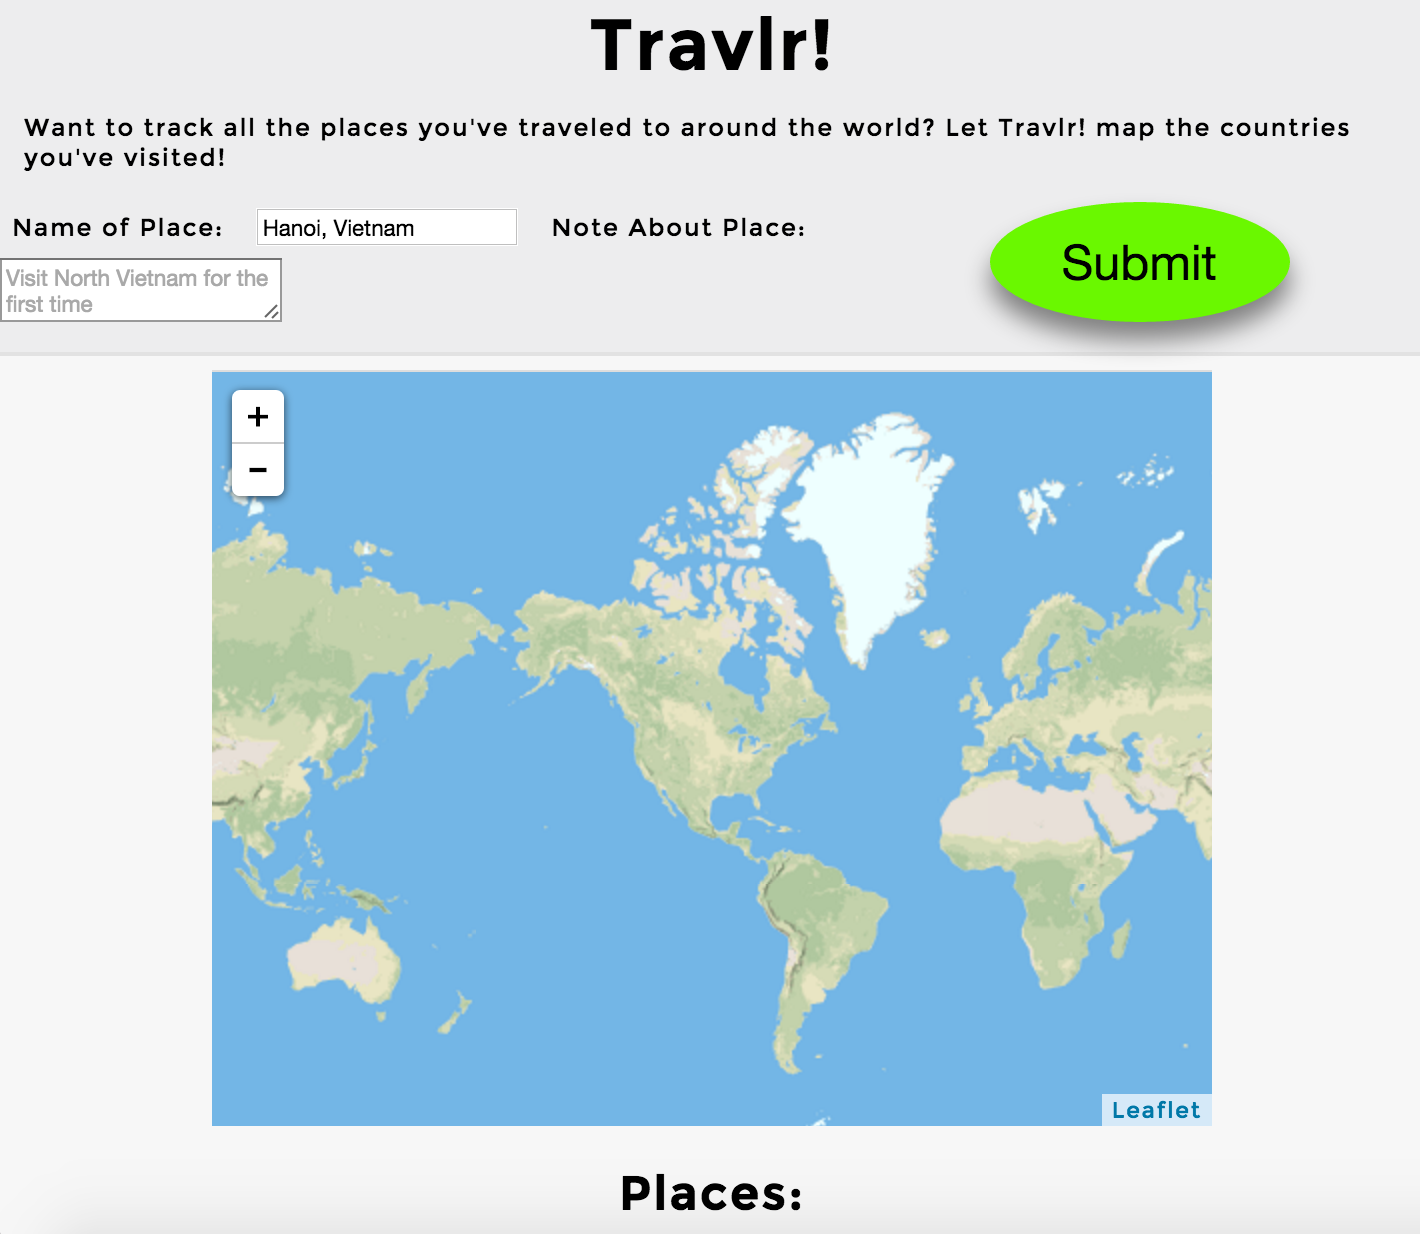 Travlr!
Want to track all the places you've traveled to around the world? Let Travlr! map the countries
you've visited!
Name of Place: Hanoi, Vietnam Note About Place:
Visit North Vietnam for the
first time
Submit
+
−
Leaflet
Places: